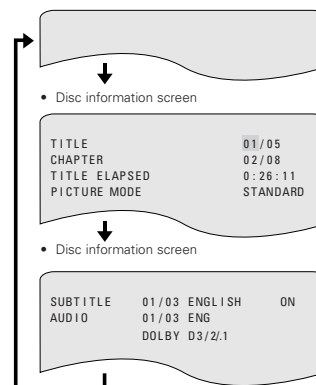 • Disc information screen
TITLE 01/05
CHAPTER 02/08
TITLE ELAPSED 0:26:11
PICTURE MODE STANDARD
• Disc information screen
SUBTITLE 01/03 ENGLISH ON
AUDIO 01/03 ENG
DOLBY D3/2/.1